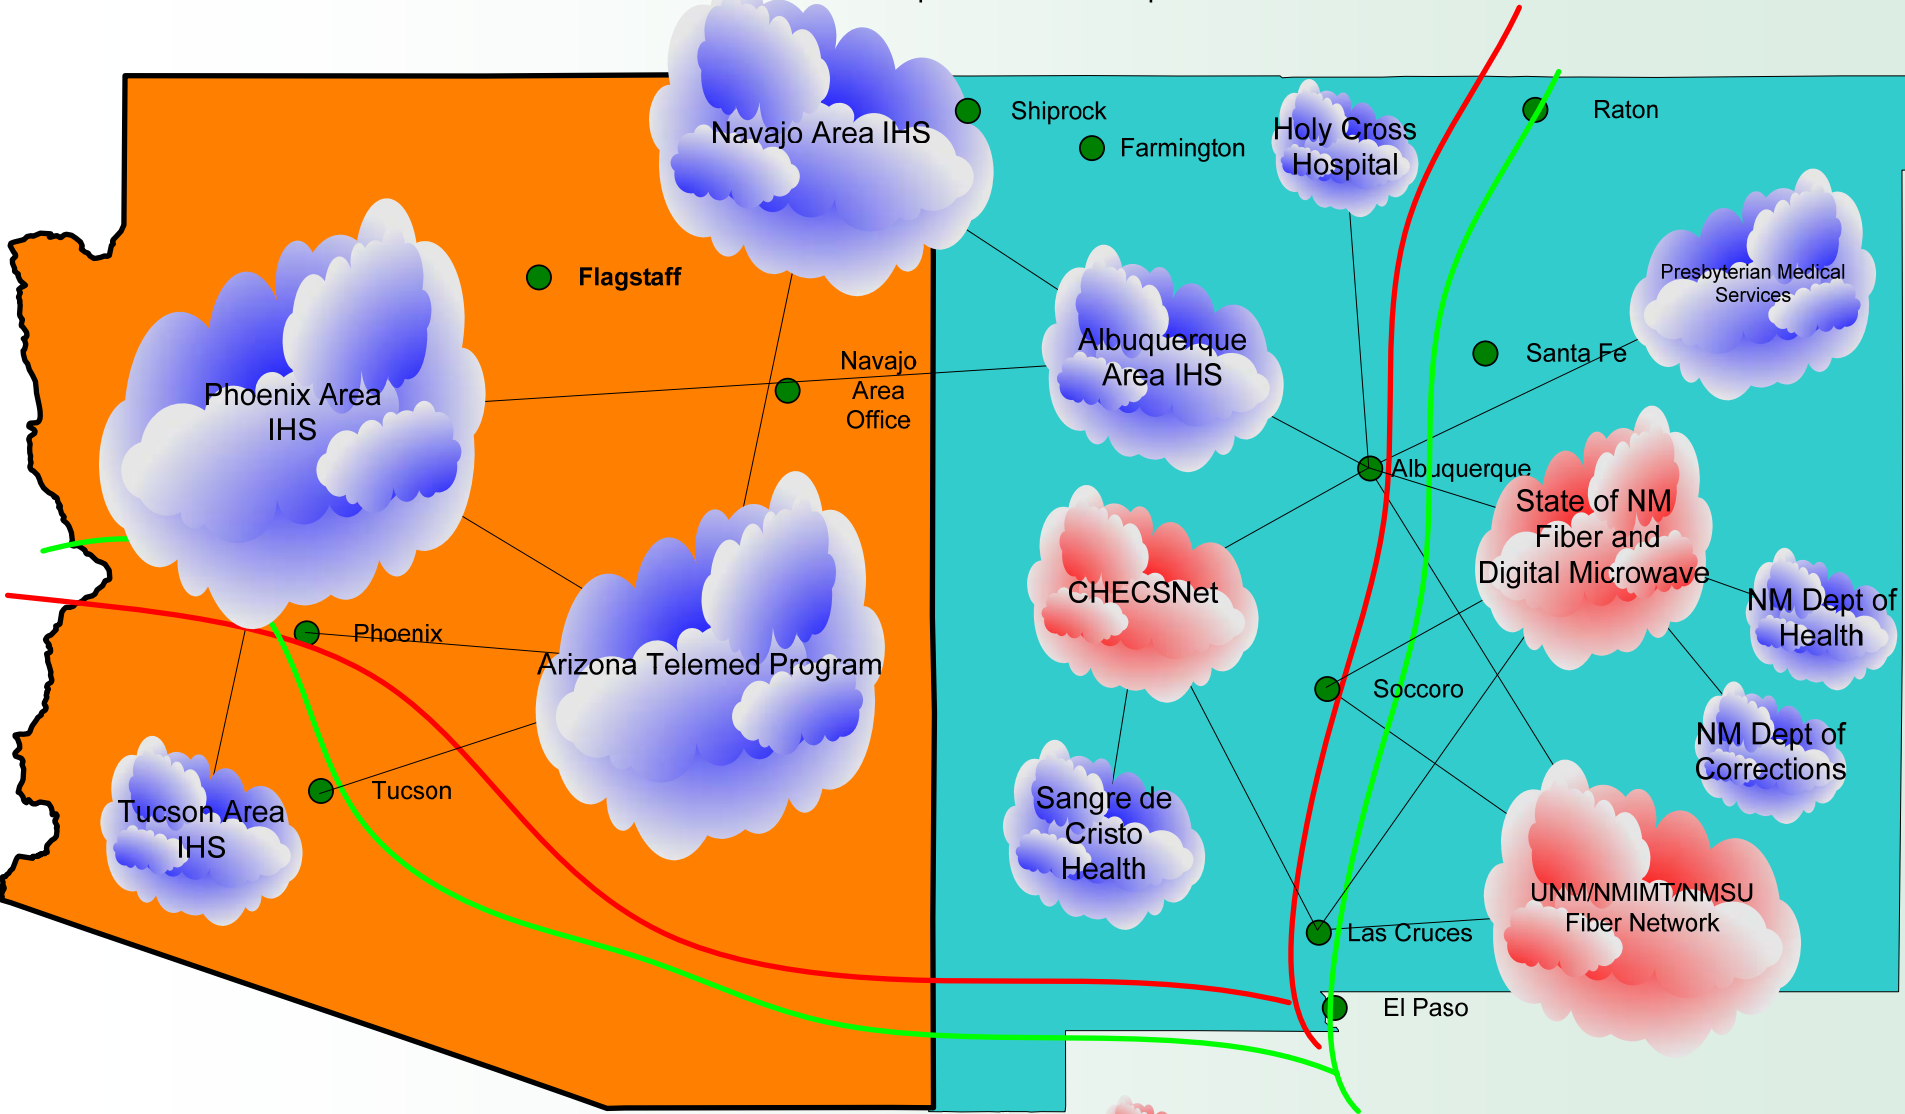 Navajo Area IHS
Shiprock
Farmington
Holy Cross
Hospital
Raton
Flagstaff
Presbyterian Medical
Services
Navajo
Area
Office
Albuquerque
Area IHS
Santa Fe
Phoenix Area
IHS
Albuquerque
State of NM
Fiber and
Digital Microwave
CHECSNet
NM Dept of
Health
Phoenix
Arizona Telemed Program
Soccoro
NM Dept of
Corrections
Tucson
Tucson Area
IHS
Sangre de
Cristo
Health
UNM/NMIMT/NMSU
Fiber Network
Las Cruces
El Paso